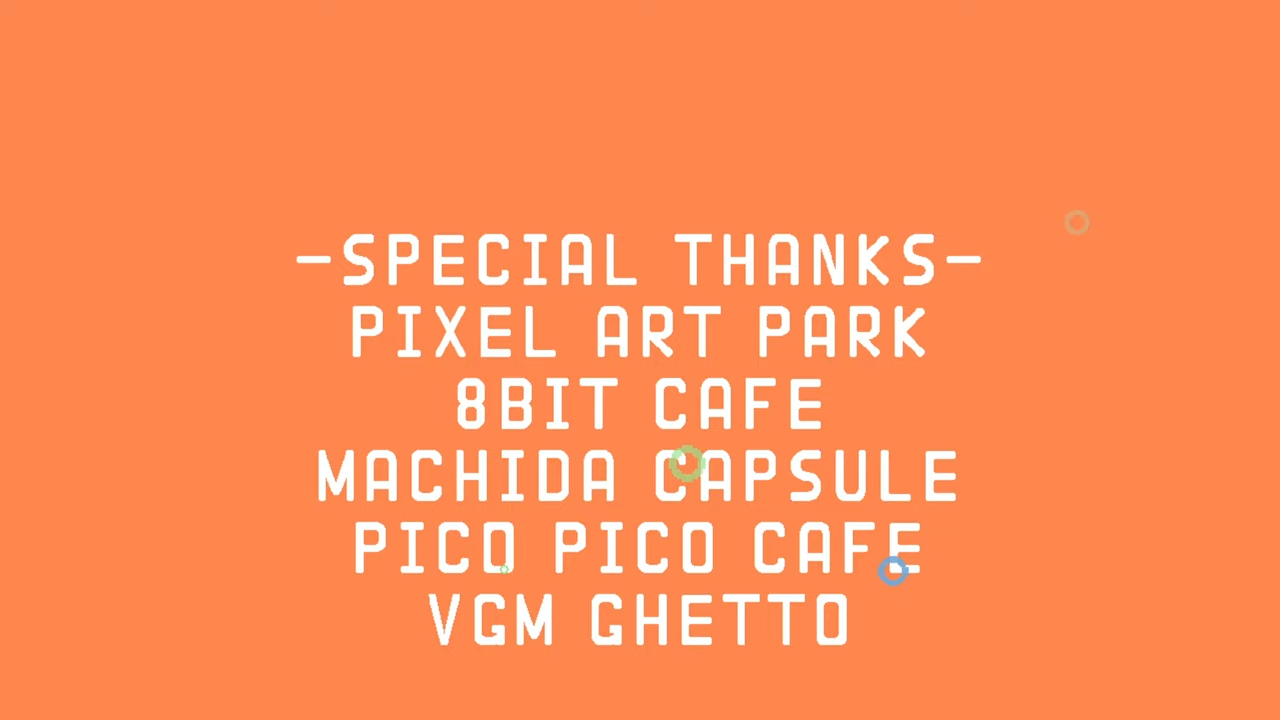 -SPECIAL THANKS-
PIXEL ART PARK
8BIT CAFE
MACHIDA CAPSULE
PICO PICO CAFE
VGM GHETTO